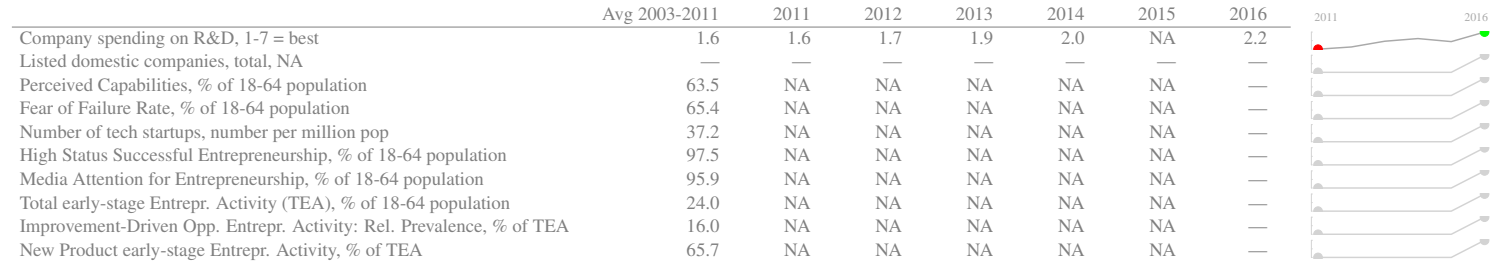 Avg 2003-2011 2011 2012 2013 2014 2015 2016 2011 2016
Company spending on R&D, 1-7 = best 1.6 1.6 1.7 1.9 2.0 NA 2.2
Listed domestic companies, total, NA — — — — — — —
Perceived Capabilities, % of 18-64 population 63.5 NA NA NA NA NA —
Fear of Failure Rate, % of 18-64 population 65.4 NA NA NA NA NA —
Number of tech startups, number per million pop 37.2 NA NA NA NA NA —
High Status Successful Entrepreneurship, % of 18-64 population 97.5 NA NA NA NA NA —
Media Attention for Entrepreneurship, % of 18-64 population 95.9 NA NA NA NA NA —
Total early-stage Entrepr. Activity (TEA), % of 18-64 population 24.0 NA NA NA NA NA —
Improvement-Driven Opp. Entrepr. Activity: Rel. Prevalence, % of TEA 16.0 NA NA NA NA NA —
New Product early-stage Entrepr. Activity, % of TEA 65.7 NA NA NA NA NA —